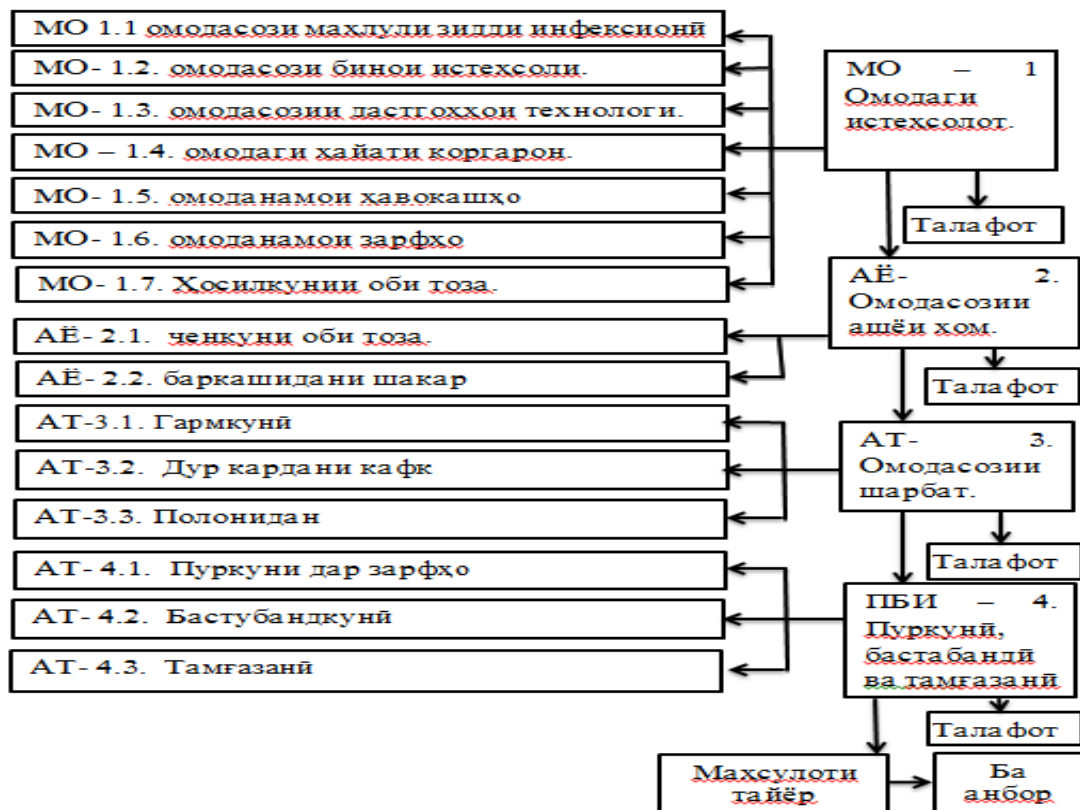 МО 1.1 омодасози махлули зидди инфексионӣ
МО- 1.2. омодасози бинои истеҳсоли.
МО- 1.3. омодасозии дастгоҳҳои технологи.
МО – 1.4. омодаги ҳайати коргарон.
МО- 1.5. омоданамои ҳавокашҳо
МО- 1.6. омоданамои зарфҳо
МО- 1.7. Ҳосилкунии оби тоза.
АЁ- 2.1. ченкуни оби тоза.
АЁ- 2.2. баркашидани шакар
АТ-3.1. Гармкунӣ
АТ-3.2. Дур кардани кафк
АТ-3.3. Полонидан
АТ- 4.1. Пуркуни дар зарфҳо
АТ- 4.2. Бастубандкунӣ
АТ- 4.3. Тамғазанӣ
МО – 1
Омодаги
истеҳсолот.
Талафот
АЁ- 2.
Омодасозии
ашёи хом.
Талафот
АТ- 3.
Омодасозии
шарбат.
Талафот
ПБИ – 4.
Пуркунӣ,
бастабандӣ
ва тамғазанӣ
Талафот
Маҳсулоти
тайёр
Ба
анбор